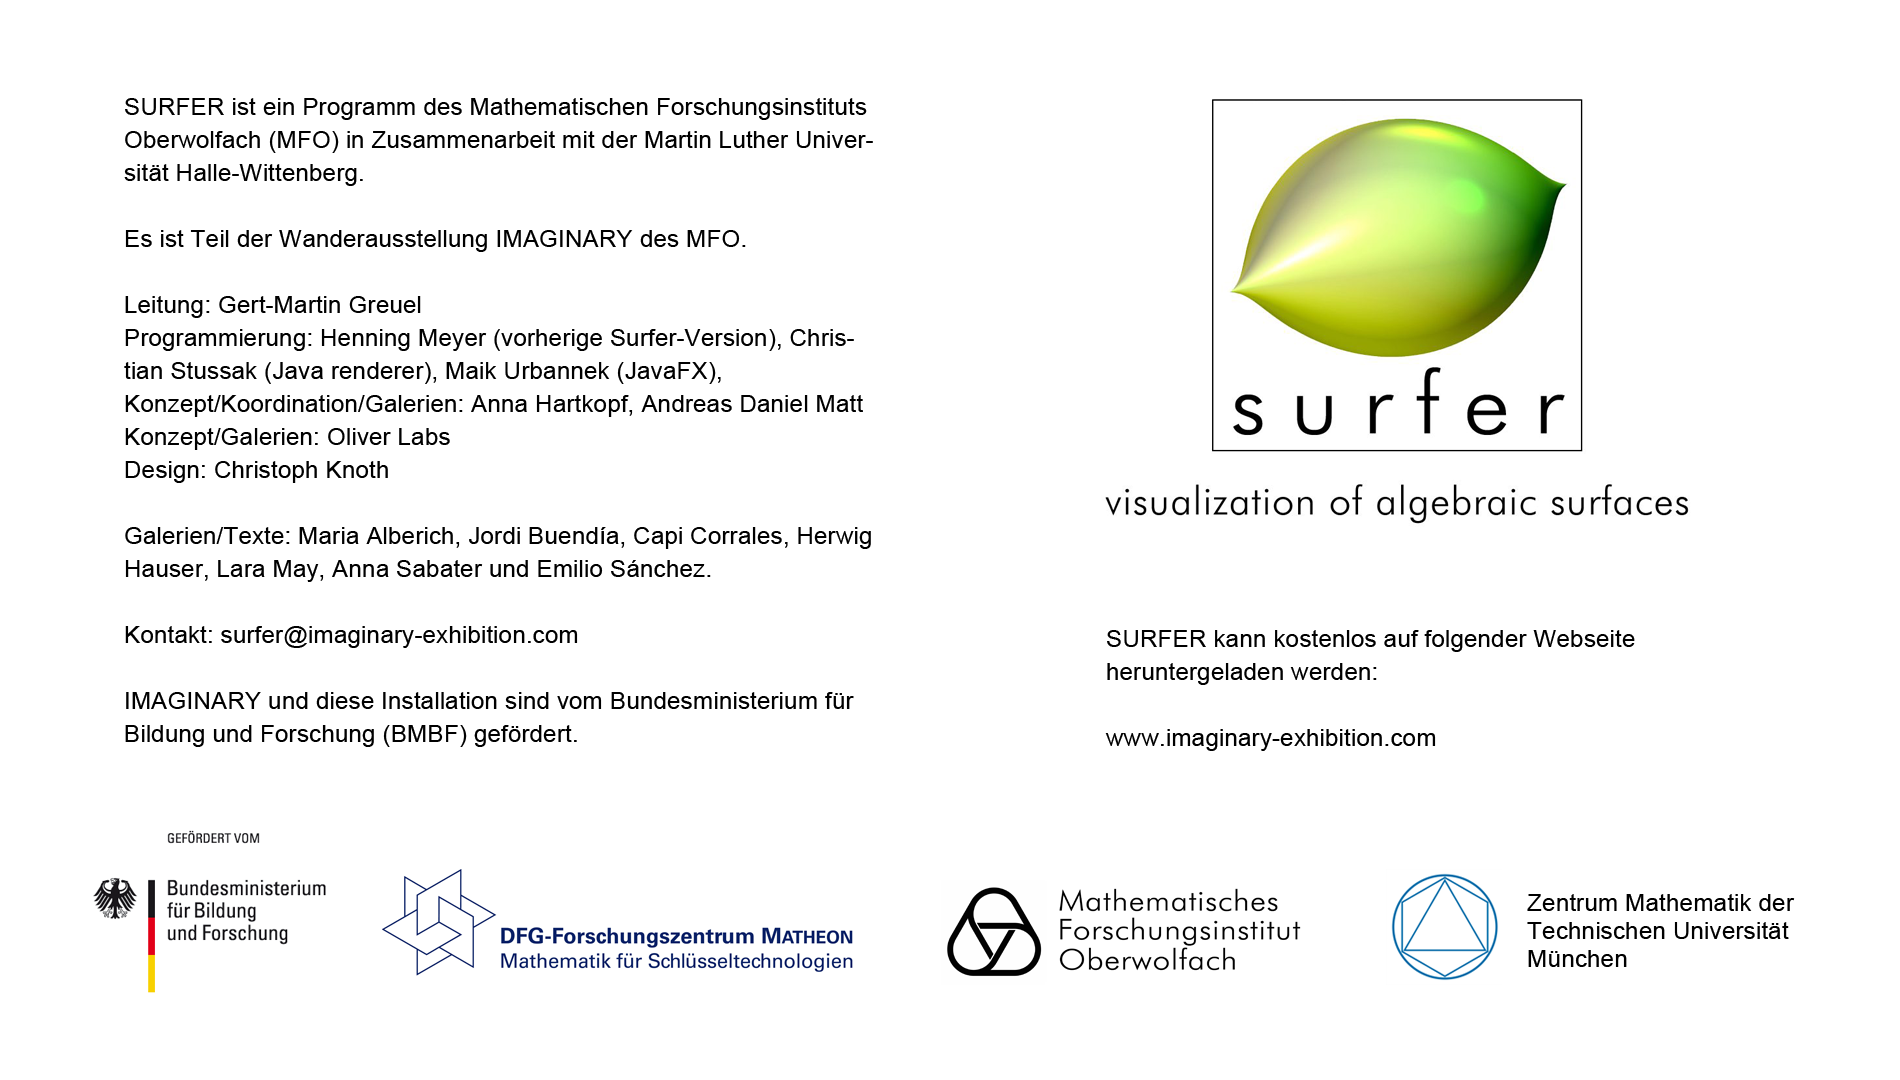 SURFER ist ein Programm des Mathematischen Forschungsinstituts
Oberwolfach (MFO) in Zusammenarbeit mit der Martin Luther Univer-
sität Halle-Wittenberg.
Es ist Teil der Wanderausstellung IMAGINARY des MFO.
Leitung: Gert-Martin Greuel
Programmierung: Henning Meyer (vorherige Surfer-Version), Chris-
tian Stussak (Java renderer), Maik Urbannek (JavaFX),
Konzept/Koordination/Galerien: Anna Hartkopf, Andreas Daniel Matt
Konzept/Galerien: Oliver Labs
Design: Christoph Knoth
Galerien/Texte: Maria Alberich, Jordi Buendía, Capi Corrales, Herwig
Hauser, Lara May, Anna Sabater und Emilio Sánchez.
Kontakt: surfer@imaginary-exhibition.com
IMAGINARY und diese Installation sind vom Bundesministerium für
Bildung und Forschung (BMBF) gefördert.
surfer
visualization of algebraic surfaces
SURFER kann kostenlos auf folgender Webseite
heruntergeladen werden:
www.imaginary-exhibition.com
GEFÖRDERT VOM
Bundesministerium
für Bildung
und Forschung
DFG-Forschungszentrum MATHEON
Mathematik für Schlüsseltechnologien
Mathematisches
Forschungsinstitut
Oberwolfach
Zentrum Mathematik der
Technischen Universität
München